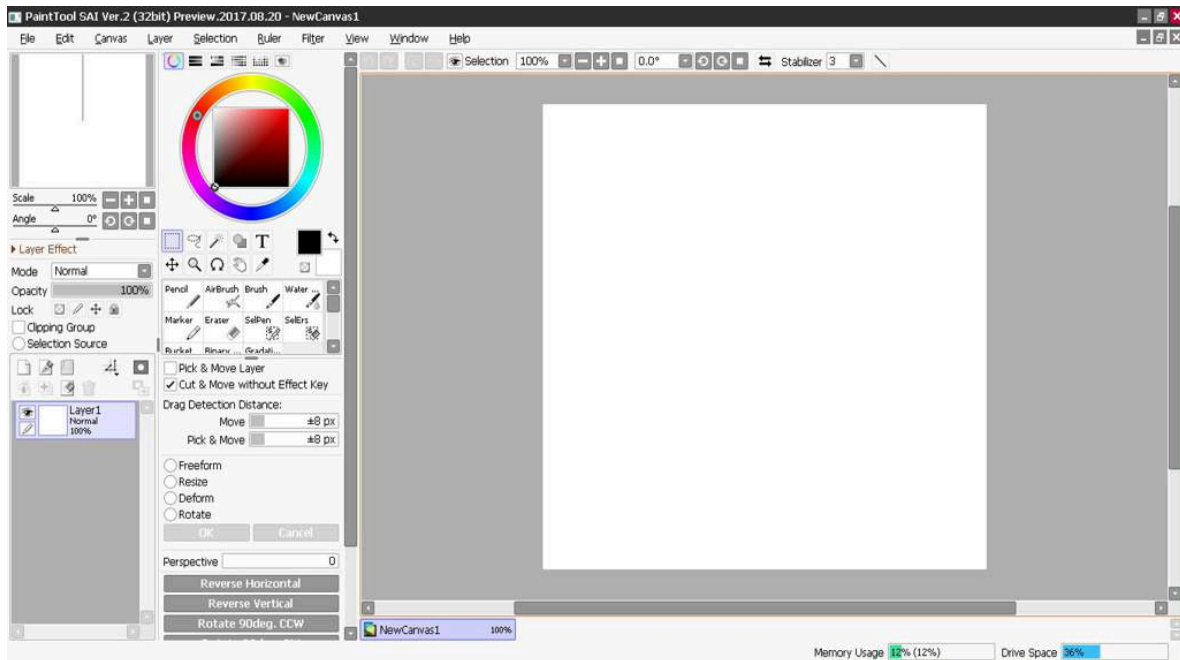 PaintTool SAI Ver.2 (32bit) Preview.2017.08.20 - NewCanvas1
File Edit Canvas Layer Selection Ruler Filter View Window Help
Selection 100% 0.0° Stabilizer 3
Scale 100%
Angle 0°
Layer Effect
Mode Normal
Opacity 100%
Lock
Clipping Group
Selection Source
Layer1
Normal
100%
T
Pencil AirBrush Brush Water ...
Marker Eraser SelPen SelErs
Bucket Binary ... Gradati...
Pick & Move Layer
Cut & Move without Effect Key
Drag Detection Distance:
Move ±8 px
Pick & Move ±8 px
Freeform
Resize
Deform
Rotate
OK Cancel
Perspective 0
Reverse Horizontal
Reverse Vertical
Rotate 90deg. CCW
NewCanvas1 100%
Memory Usage 12% (12%) Drive Space 36%